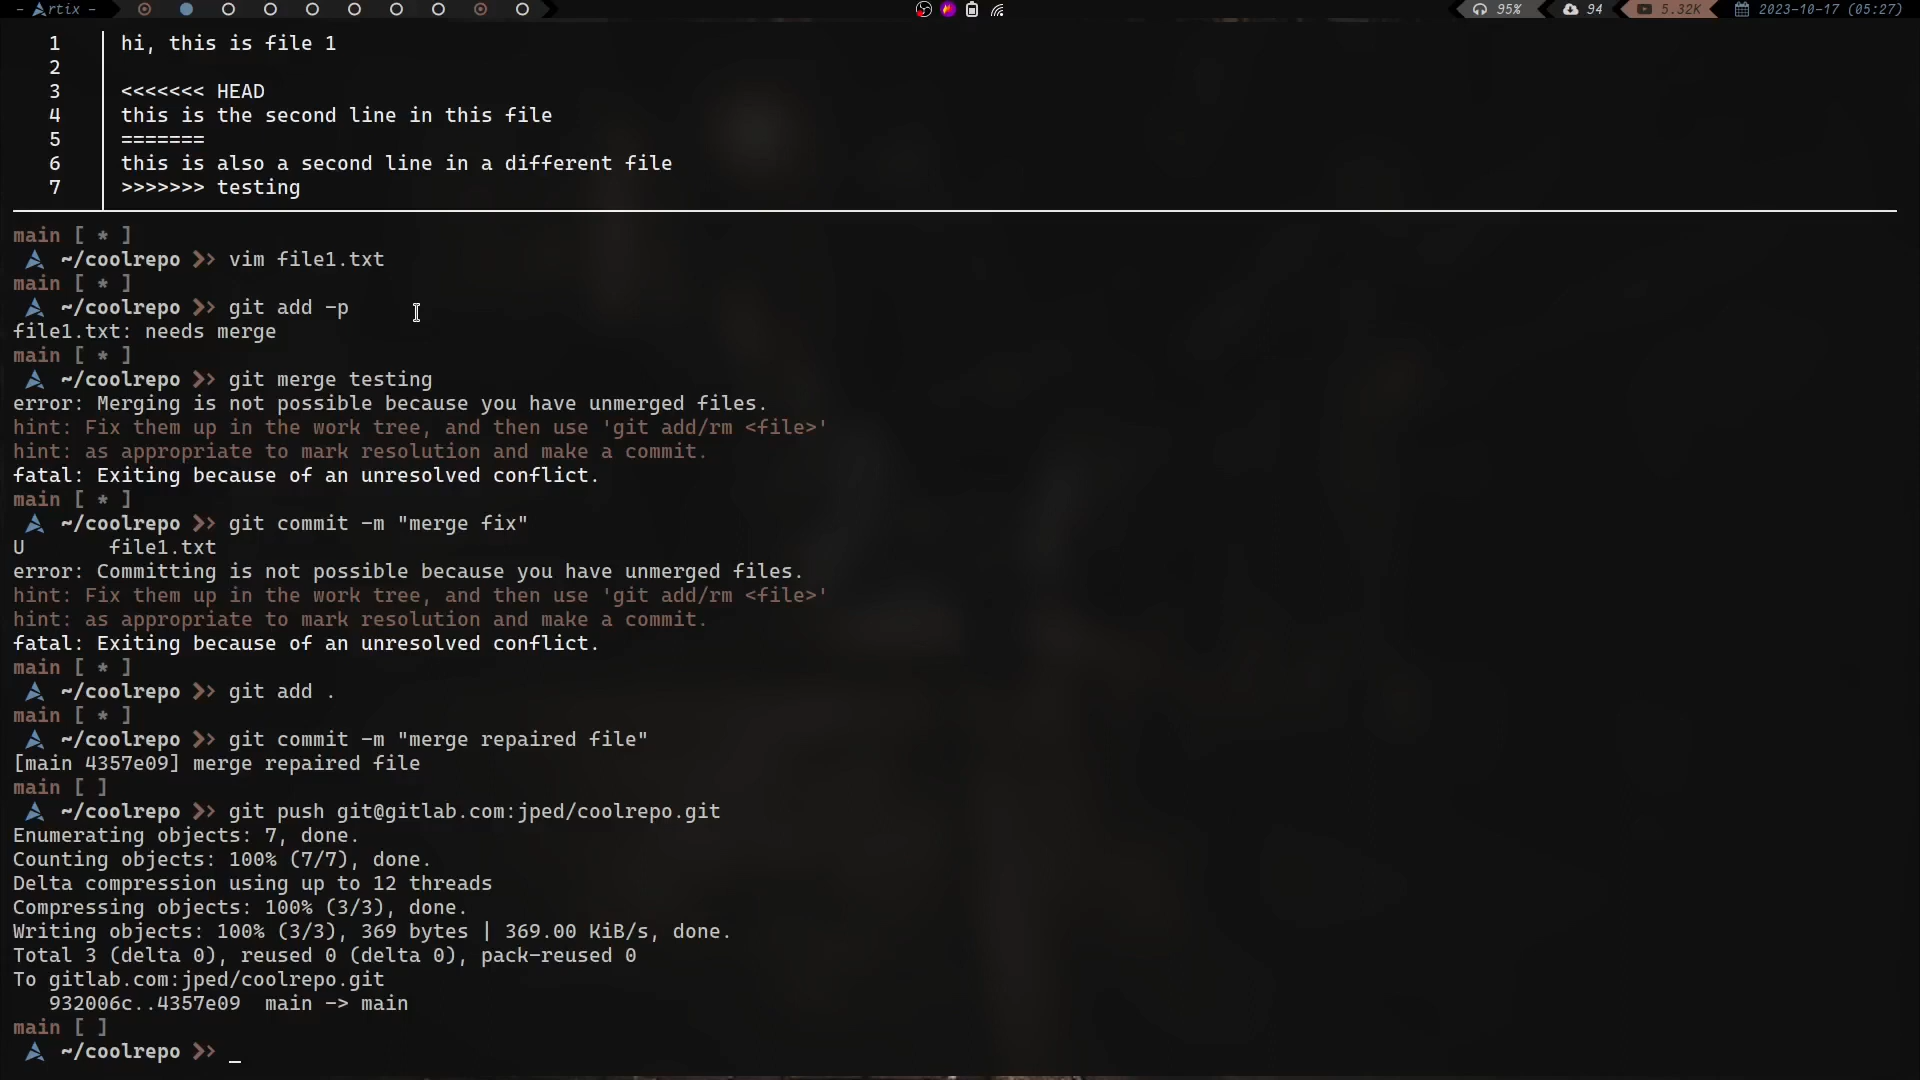 - Artix -
95%
94
5.32K
2023-10-17 (05:27)
1 hi, this is file 1
2
3 <<<<<<< HEAD
4 this is the second line in this file
5 =======
6 this is also a second line in a different file
7 >>>>>>> testing
main [ * ]
~/coolrepo >> vim file1.txt
main [ * ]
~/coolrepo >> git add -p
file1.txt: needs merge
main [ * ]
~/coolrepo >> git merge testing
error: Merging is not possible because you have unmerged files.
hint: Fix them up in the work tree, and then use 'git add/rm <file>'
hint: as appropriate to mark resolution and make a commit.
fatal: Exiting because of an unresolved conflict.
main [ * ]
~/coolrepo >> git commit -m "merge fix"
U file1.txt
error: Committing is not possible because you have unmerged files.
hint: Fix them up in the work tree, and then use 'git add/rm <file>'
hint: as appropriate to mark resolution and make a commit.
fatal: Exiting because of an unresolved conflict.
main [ * ]
~/coolrepo >> git add .
main [ * ]
~/coolrepo >> git commit -m "merge repaired file"
[main 4357e09] merge repaired file
main [ ]
~/coolrepo >> git push git@gitlab.com:jped/coolrepo.git
Enumerating objects: 7, done.
Counting objects: 100% (7/7), done.
Delta compression using up to 12 threads
Compressing objects: 100% (3/3), done.
Writing objects: 100% (3/3), 369 bytes | 369.00 KiB/s, done.
Total 3 (delta 0), reused 0 (delta 0), pack-reused 0
To gitlab.com:jped/coolrepo.git
932006c..4357e09 main -> main
main [ ]
~/coolrepo >> _